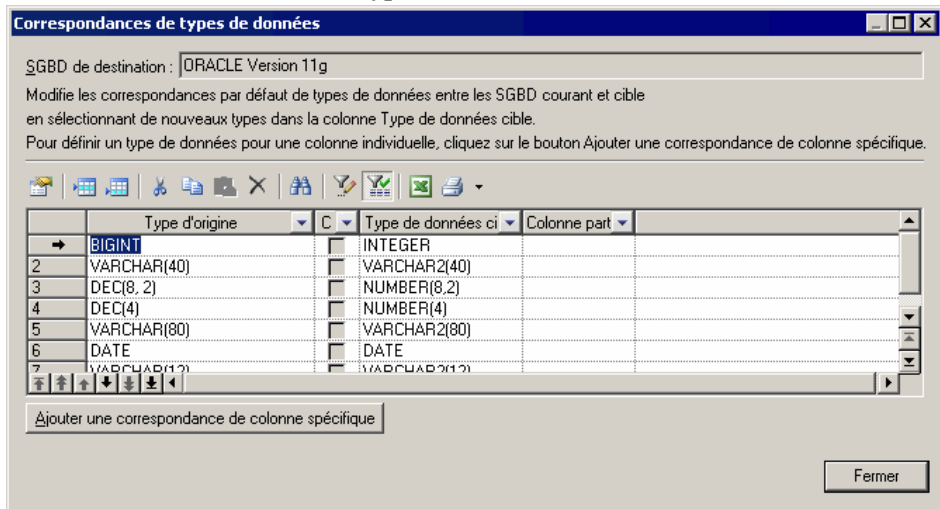 Correspondances de types de données
SGBD de destination : ORACLE Version 11g
Modifie les correspondances par défaut de types de données entre les SGBD courant et cible
en sélectionnant de nouveaux types dans la colonne Type de données cible.
Pour définir un type de données pour une colonne individuelle, cliquez sur le bouton Ajouter une correspondance de colonne spécifique.
Type d'origine C Type de données ci Colonne part
BIGINT INTEGER
2 VARCHAR(40) VARCHAR2(40)
3 DEC(8, 2) NUMBER(8,2)
4 DEC(4) NUMBER(4)
5 VARCHAR(80) VARCHAR2(80)
6 DATE DATE
7 VARCHAR(12) VARCHAR2(12)
Ajouter une correspondance de colonne spécifique
Fermer